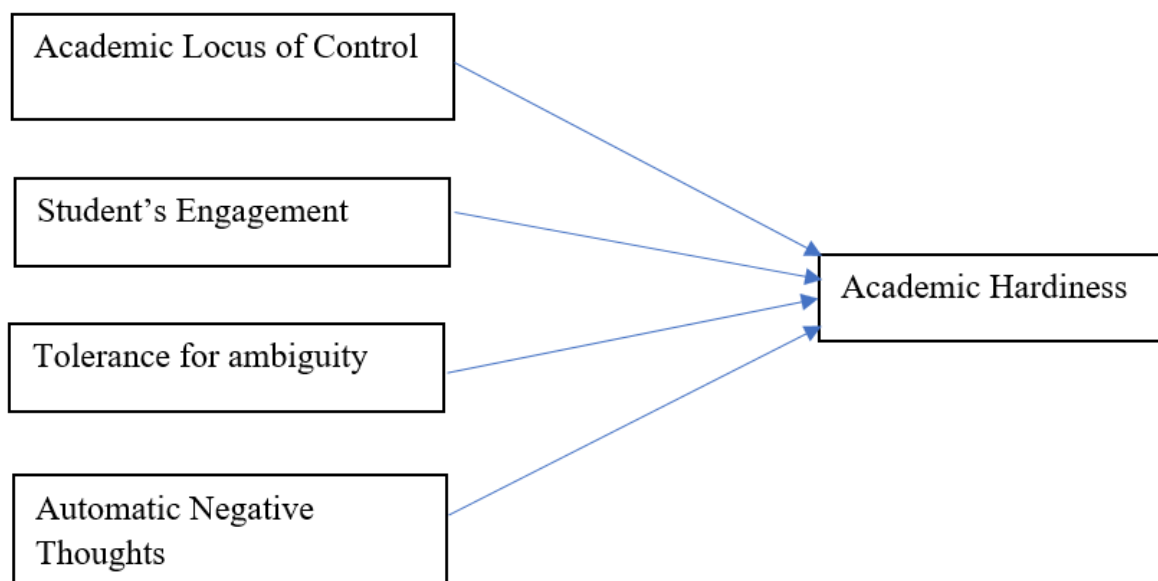 Academic Locus of Control
Student’s Engagement
Academic Hardiness
Tolerance for ambiguity
Automatic Negative
Thoughts